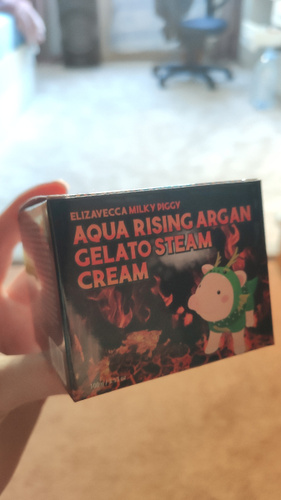 ELIZAVECCA MILKY PIGGY
AQUA RISING ARGAN
GELATO STEAM
CREAM